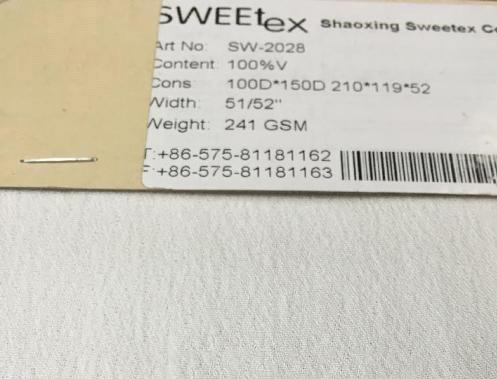 SWEEtex Shaoxing Sweetex Co
Art No: SW-2028
Content: 100%V
Cons: 100D*150D 210*119*52
Width: 51/52"
Weight: 241 GSM
T:+86-575-81181162
F:+86-575-81181163